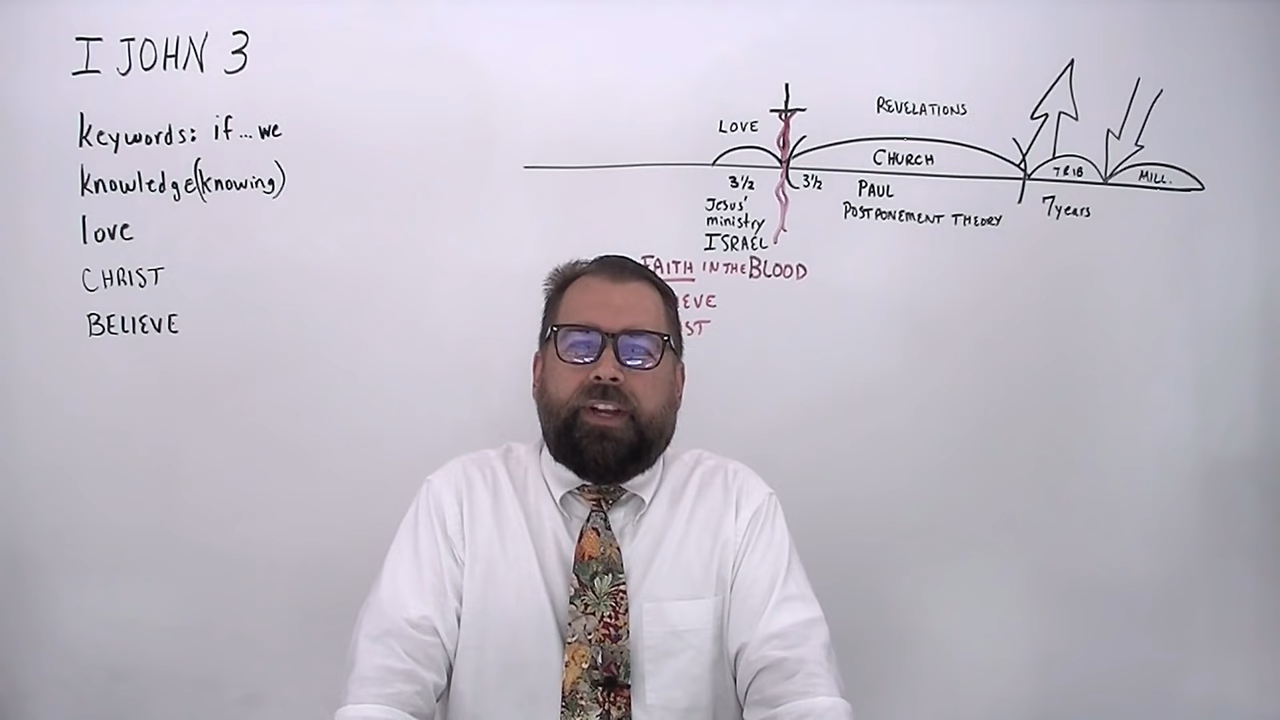 I JOHN 3
keywords: if...we
knowledge(knowing)
love
CHRIST
BELIEVE
REVELATIONS
LOVE
CHURCH
TRIB
MILL.
3½
3½
PAUL
7years
Jesus'
ministry
ISRAEL
POSTPONEMENT THEORY
FAITH IN THE BLOOD